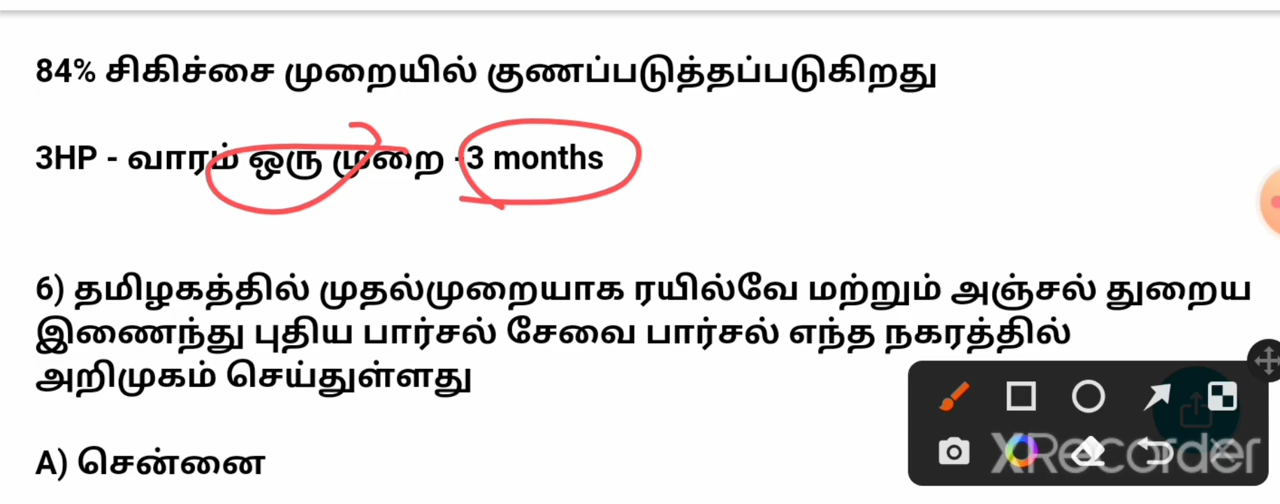 84% சிகிச்சை முறையில் குணப்படுத்தப்படுகிறது
3HP - வாரம் ஒரு முறை -3 months
6) தமிழகத்தில் முதல்முறையாக ரயில்வே மற்றும் அஞ்சல் துறைய
இணைந்து புதிய பார்சல் சேவை பார்சல் எந்த நகரத்தில்
அறிமுகம் செய்துள்ளது
A) சென்னை
XRecorder